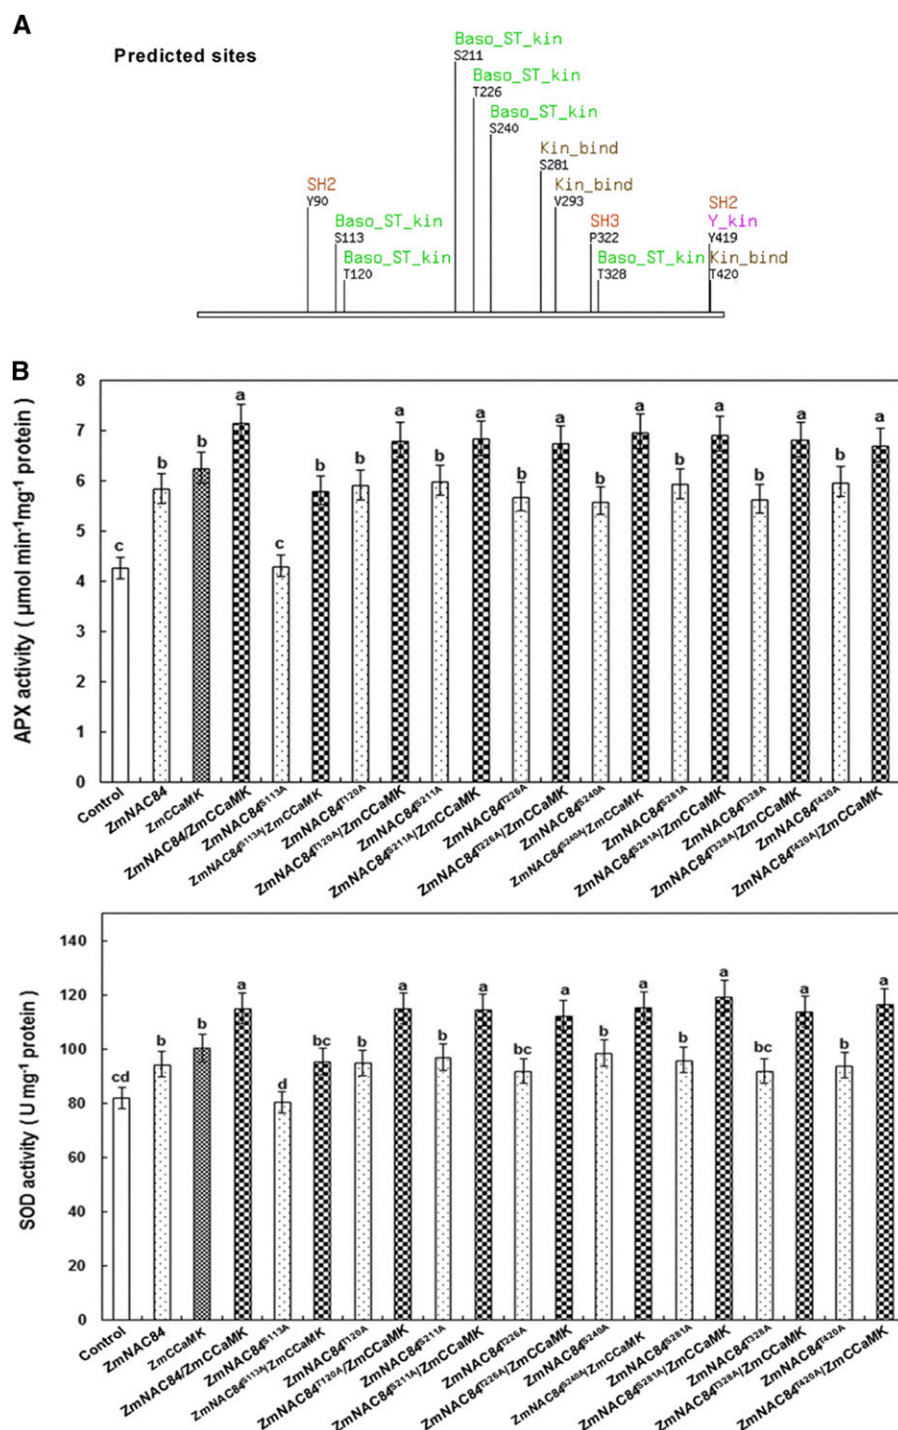 A
Predicted sites
Baso_ST_kin
S211
Baso_ST_kin
T226
Baso_ST_kin
S240
Kin_bind
S281
SH2
Y90
Kin_bind
V293
SH2
Baso_ST_kin
S113
SH3
P322
Y_kin
Y419
Baso_ST_kin
T120
Baso_ST_kin
T328
Kin_bind
T420
B
APX activity ( µmol min⁻¹mg⁻¹ protein )
8
7
6
5
4
3
2
1
0
c b b a c b b a b a b a b a b a b a b a
Control
ZmNAC84
ZmCCaMK
ZmNAC84/ZmCCaMK
ZmNAC84S113A
ZmNAC84S113A/ZmCCaMK
ZmNAC84T120A
ZmNAC84T120A/ZmCCaMK
ZmNAC84S211A
ZmNAC84S211A/ZmCCaMK
ZmNAC84T226A
ZmNAC84T226A/ZmCCaMK
ZmNAC84S240A
ZmNAC84S240A/ZmCCaMK
ZmNAC84S281A
ZmNAC84S281A/ZmCCaMK
ZmNAC84T328A
ZmNAC84T328A/ZmCCaMK
ZmNAC84T420A
ZmNAC84T420A/ZmCCaMK
SOD activity ( U mg⁻¹ protein )
140
120
100
80
60
40
20
0
cd b b a d bc b a b a bc a b a b a bc a b a
Control
ZmNAC84
ZmCCaMK
ZmNAC84/ZmCCaMK
ZmNAC84S113A
ZmNAC84S113A/ZmCCaMK
ZmNAC84T120A
ZmNAC84T120A/ZmCCaMK
ZmNAC84S211A
ZmNAC84S211A/ZmCCaMK
ZmNAC84T226A
ZmNAC84T226A/ZmCCaMK
ZmNAC84S240A
ZmNAC84S240A/ZmCCaMK
ZmNAC84S281A
ZmNAC84S281A/ZmCCaMK
ZmNAC84T328A
ZmNAC84T328A/ZmCCaMK
ZmNAC84T420A
ZmNAC84T420A/ZmCCaMK